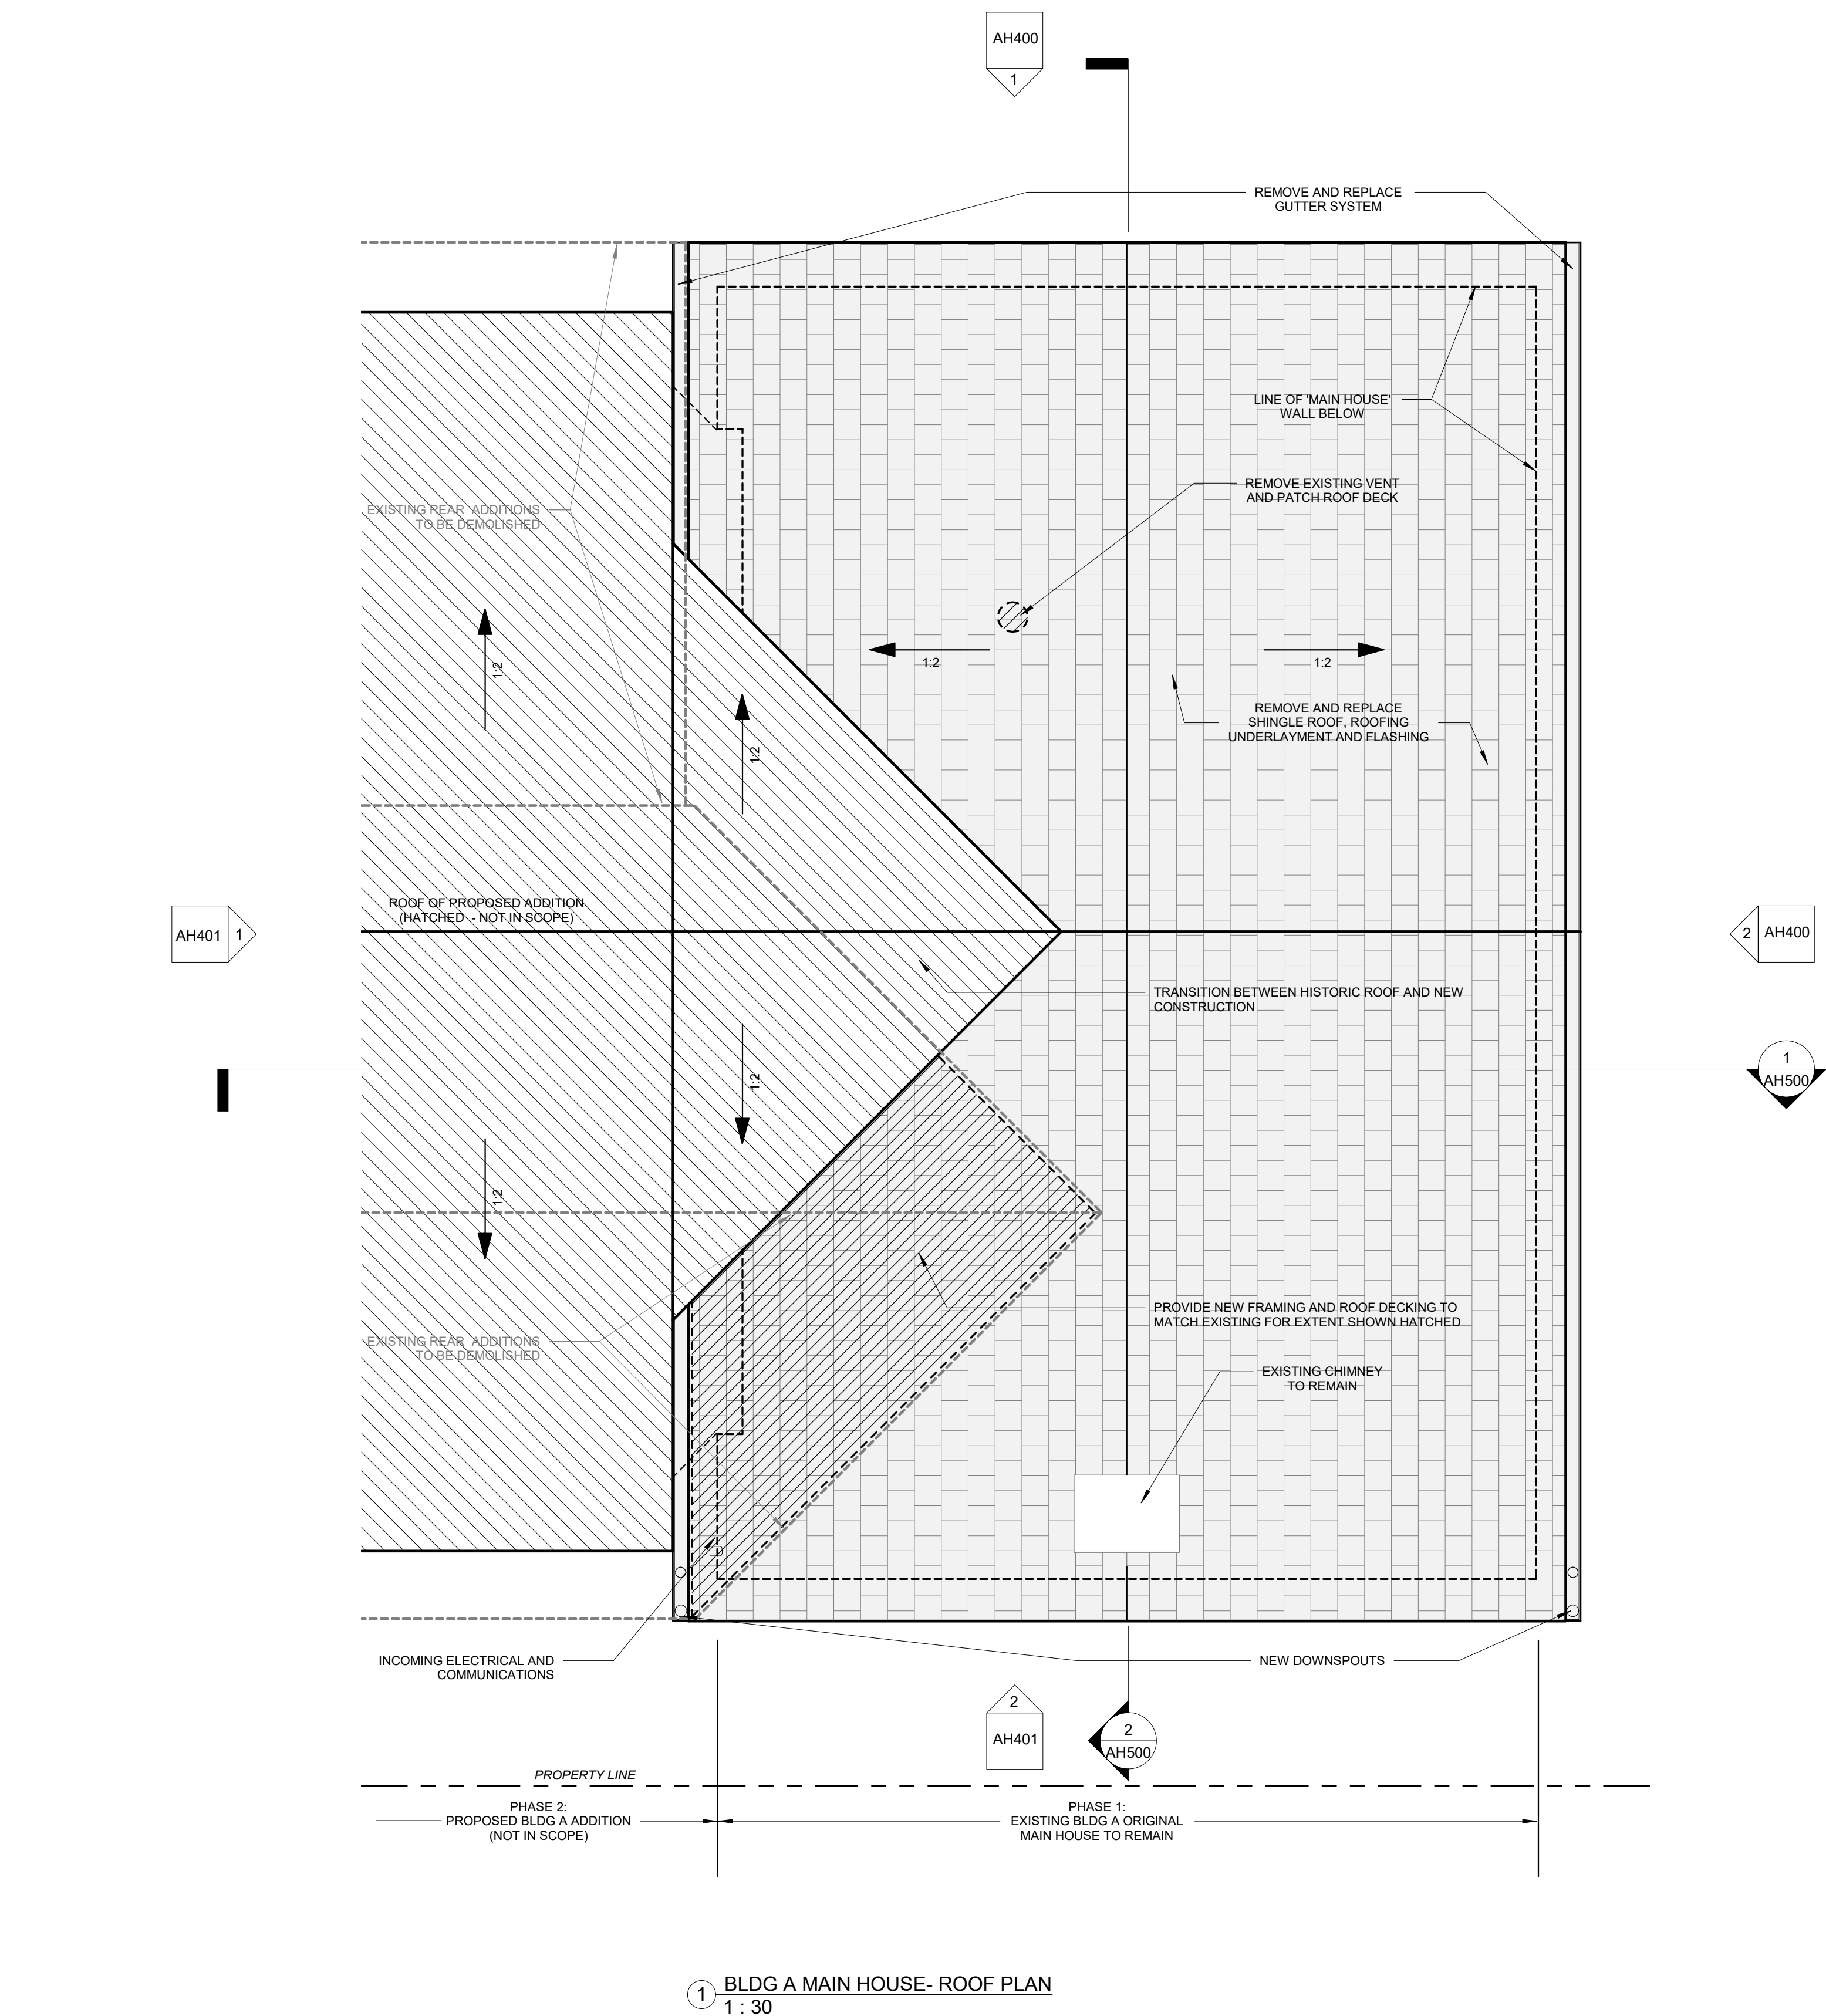 AH400
1
REMOVE AND REPLACE
GUTTER SYSTEM
LINE OF 'MAIN HOUSE'
WALL BELOW
REMOVE EXISTING VENT
AND PATCH ROOF DECK
EXISTING REAR ADDITIONS
TO BE DEMOLISHED
1:2
1:2
1:2
1:2
REMOVE AND REPLACE
SHINGLE ROOF, ROOFING
UNDERLAYMENT AND FLASHING
ROOF OF PROPOSED ADDITION
(HATCHED - NOT IN SCOPE)
AH401
1
2
AH400
TRANSITION BETWEEN HISTORIC ROOF AND NEW
CONSTRUCTION
1
AH500
1:2
1:2
PROVIDE NEW FRAMING AND ROOF DECKING TO
MATCH EXISTING FOR EXTENT SHOWN HATCHED
EXISTING REAR ADDITIONS
TO BE DEMOLISHED
EXISTING CHIMNEY
TO REMAIN
INCOMING ELECTRICAL AND
COMMUNICATIONS
NEW DOWNSPOUTS
2
AH401
2
AH500
PROPERTY LINE
PHASE 2:
PROPOSED BLDG A ADDITION
(NOT IN SCOPE)
PHASE 1:
EXISTING BLDG A ORIGINAL
MAIN HOUSE TO REMAIN
1
BLDG A MAIN HOUSE- ROOF PLAN
1 : 30